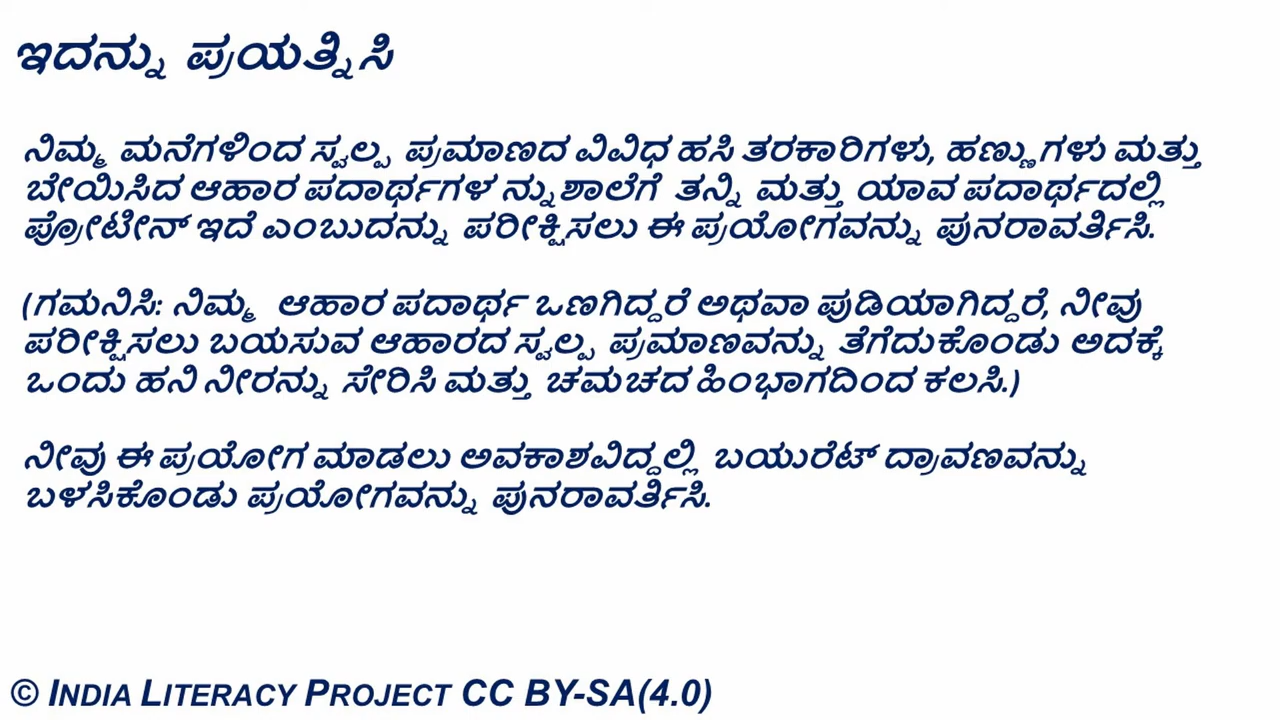 ಇದನ್ನು ಪ್ರಯತ್ನಿಸಿ
ನಿಮ್ಮ ಮನೆಗಳಿಂದ ಸ್ವಲ್ಪ ಪ್ರಮಾಣದ ವಿವಿಧ ಹಸಿ ತರಕಾರಿಗಳು, ಹಣ್ಣುಗಳು ಮತ್ತು
ಬೇಯಿಸಿದ ಆಹಾರ ಪದಾರ್ಥಗಳ ನ್ನುಶಾಲೆಗೆ ತನ್ನಿ ಮತ್ತು ಯಾವ ಪದಾರ್ಥದಲ್ಲಿ
ಪ್ರೋಟೀನ್ ಇದೆ ಎಂಬುದನ್ನು ಪರೀಕ್ಷಿಸಲು ಈ ಪ್ರಯೋಗವನ್ನು ಪುನರಾವರ್ತಿಸಿ.
(ಗಮನಿಸಿ: ನಿಮ್ಮ ಆಹಾರ ಪದಾರ್ಥ ಒಣಗಿದ್ದರೆ ಅಥವಾ ಪುಡಿಯಾಗಿದ್ದರೆ, ನೀವು
ಪರೀಕ್ಷಿಸಲು ಬಯಸುವ ಆಹಾರದ ಸ್ವಲ್ಪ ಪ್ರಮಾಣವನ್ನು ತೆಗೆದುಕೊಂಡು ಅದಕ್ಕೆ
ಒಂದು ಹನಿ ನೀರನ್ನು ಸೇರಿಸಿ ಮತ್ತು ಚಮಚದ ಹಿಂಭಾಗದಿಂದ ಕಲಸಿ.)
ನೀವು ಈ ಪ್ರಯೋಗ ಮಾಡಲು ಅವಕಾಶವಿದ್ದಲ್ಲಿ ಬಯುರೆಟ್ ದ್ರಾವಣವನ್ನು
ಬಳಸಿಕೊಂಡು ಪ್ರಯೋಗವನ್ನು ಪುನರಾವರ್ತಿಸಿ.
© INDIA LITERACY PROJECT CC BY-SA(4.0)